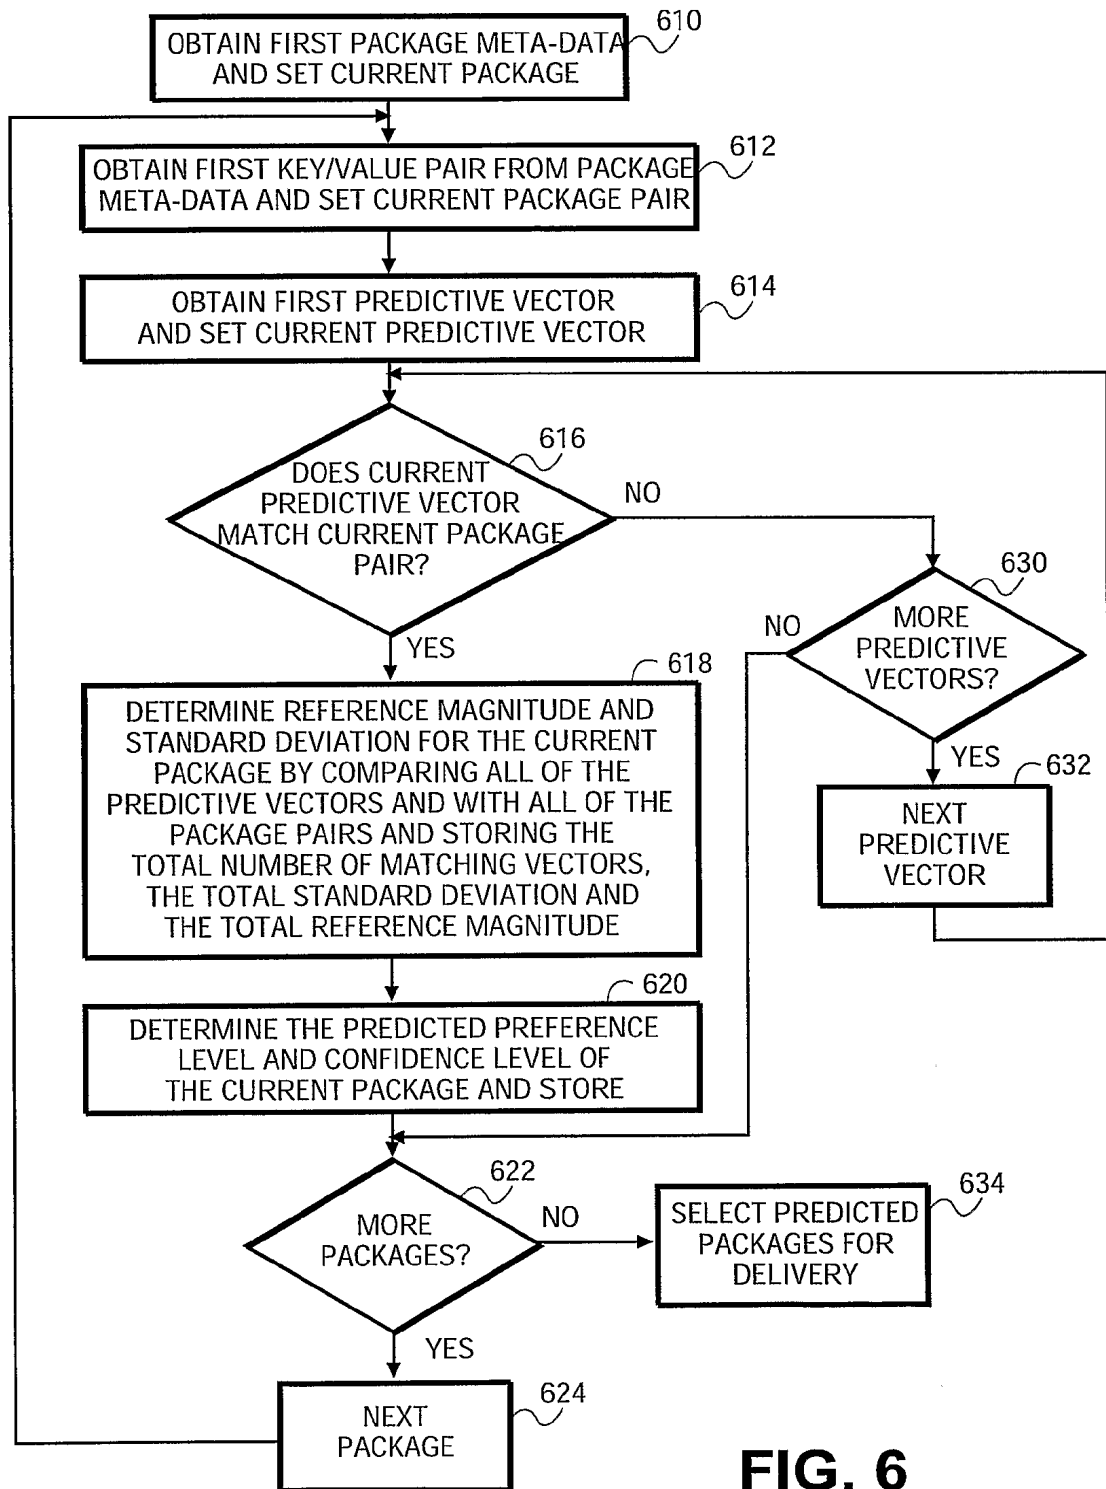 610
OBTAIN FIRST PACKAGE META-DATA
AND SET CURRENT PACKAGE
612
OBTAIN FIRST KEY/VALUE PAIR FROM PACKAGE
META-DATA AND SET CURRENT PACKAGE PAIR
614
OBTAIN FIRST PREDICTIVE VECTOR
AND SET CURRENT PREDICTIVE VECTOR
616
DOES CURRENT
PREDICTIVE VECTOR
MATCH CURRENT PACKAGE
PAIR?
NO
YES
630
MORE
PREDICTIVE
VECTORS?
NO
YES
632
NEXT
PREDICTIVE
VECTOR
618
DETERMINE REFERENCE MAGNITUDE AND
STANDARD DEVIATION FOR THE CURRENT
PACKAGE BY COMPARING ALL OF THE
PREDICTIVE VECTORS AND WITH ALL OF THE
PACKAGE PAIRS AND STORING THE
TOTAL NUMBER OF MATCHING VECTORS,
THE TOTAL STANDARD DEVIATION AND
THE TOTAL REFERENCE MAGNITUDE
620
DETERMINE THE PREDICTED PREFERENCE
LEVEL AND CONFIDENCE LEVEL OF
THE CURRENT PACKAGE AND STORE
622
MORE
PACKAGES?
NO
YES
634
SELECT PREDICTED
PACKAGES FOR
DELIVERY
624
NEXT
PACKAGE
FIG. 6